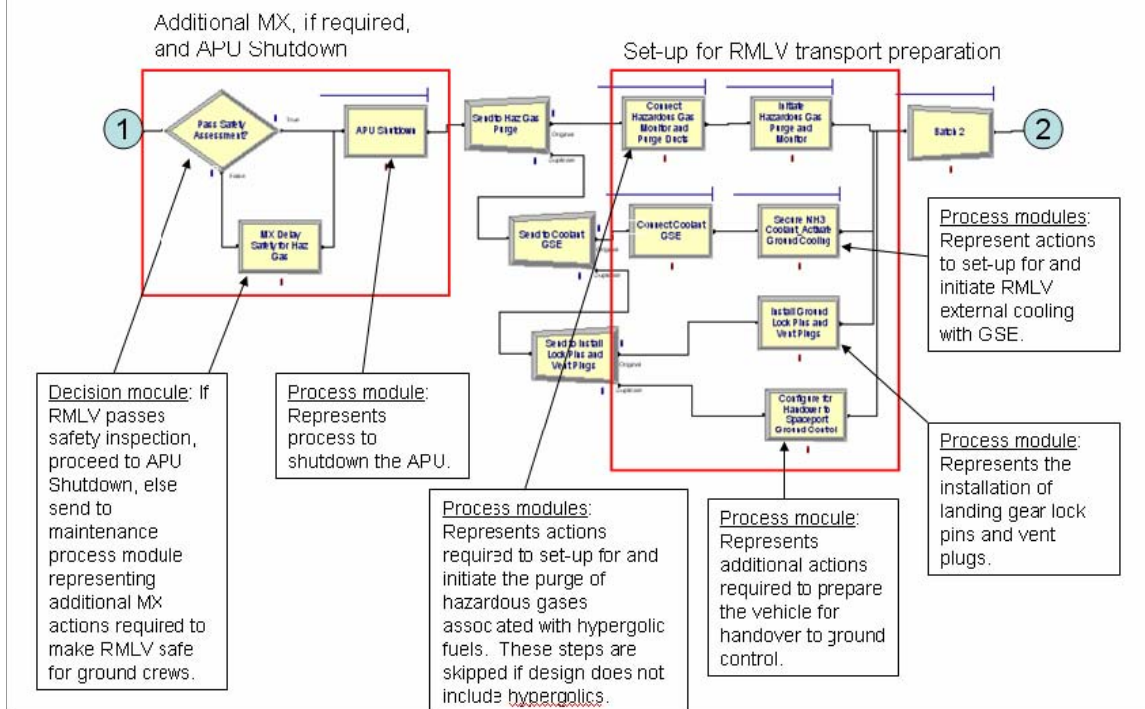 Additional MX, if required,
and APU Shutdown
Set-up for RMLV transport preparation
1
Pass Safety
Assessment?
True
False
MX Delay
Safety for Haz
Gas
APU Shutdown
Send to Haz Gas
Purge
Original
Duplicate
Send to Coolant
GSE
Original
Duplicate
Send to Install
Lock Pins and
Vent Plugs
Original
Duplicate
Connect
Hazardous Gas
Monitor and
Purge Ducts
Initiate
Hazardous Gas
Purge and
Monitor
Connect Coolant
GSE
Secure NH3
Coolant_Activate
Ground Cooling
Install Ground
Lock Pins and
Vent Plugs
Configure for
Handover to
Spaceport
Ground Control
Batch 2
2
Decision mocule: If
RMLV passes
safety inspection,
proceed to APU
Shutdown, else
send to
maintenance
process module
representing
additional MX
actions required to
make RMLV safe
for ground crews.
Process module:
Represents
process to
shutdown the APU.
Process modules:
Represents actions
required to set-up for and
initiate the purge of
hazardous gases
associated with hypergolic
fuels. These steps are
skipped if design does not
include hypergolics.
Process mocule:
Represents
additional actions
required to prepare
the vehicle for
handover to ground
control.
Process modules:
Represent actions
to set-up for and
initiate RMLV
external cooling
with GSE.
Process module:
Represents the
installation of
landing gear lock
pins and vent
plugs.